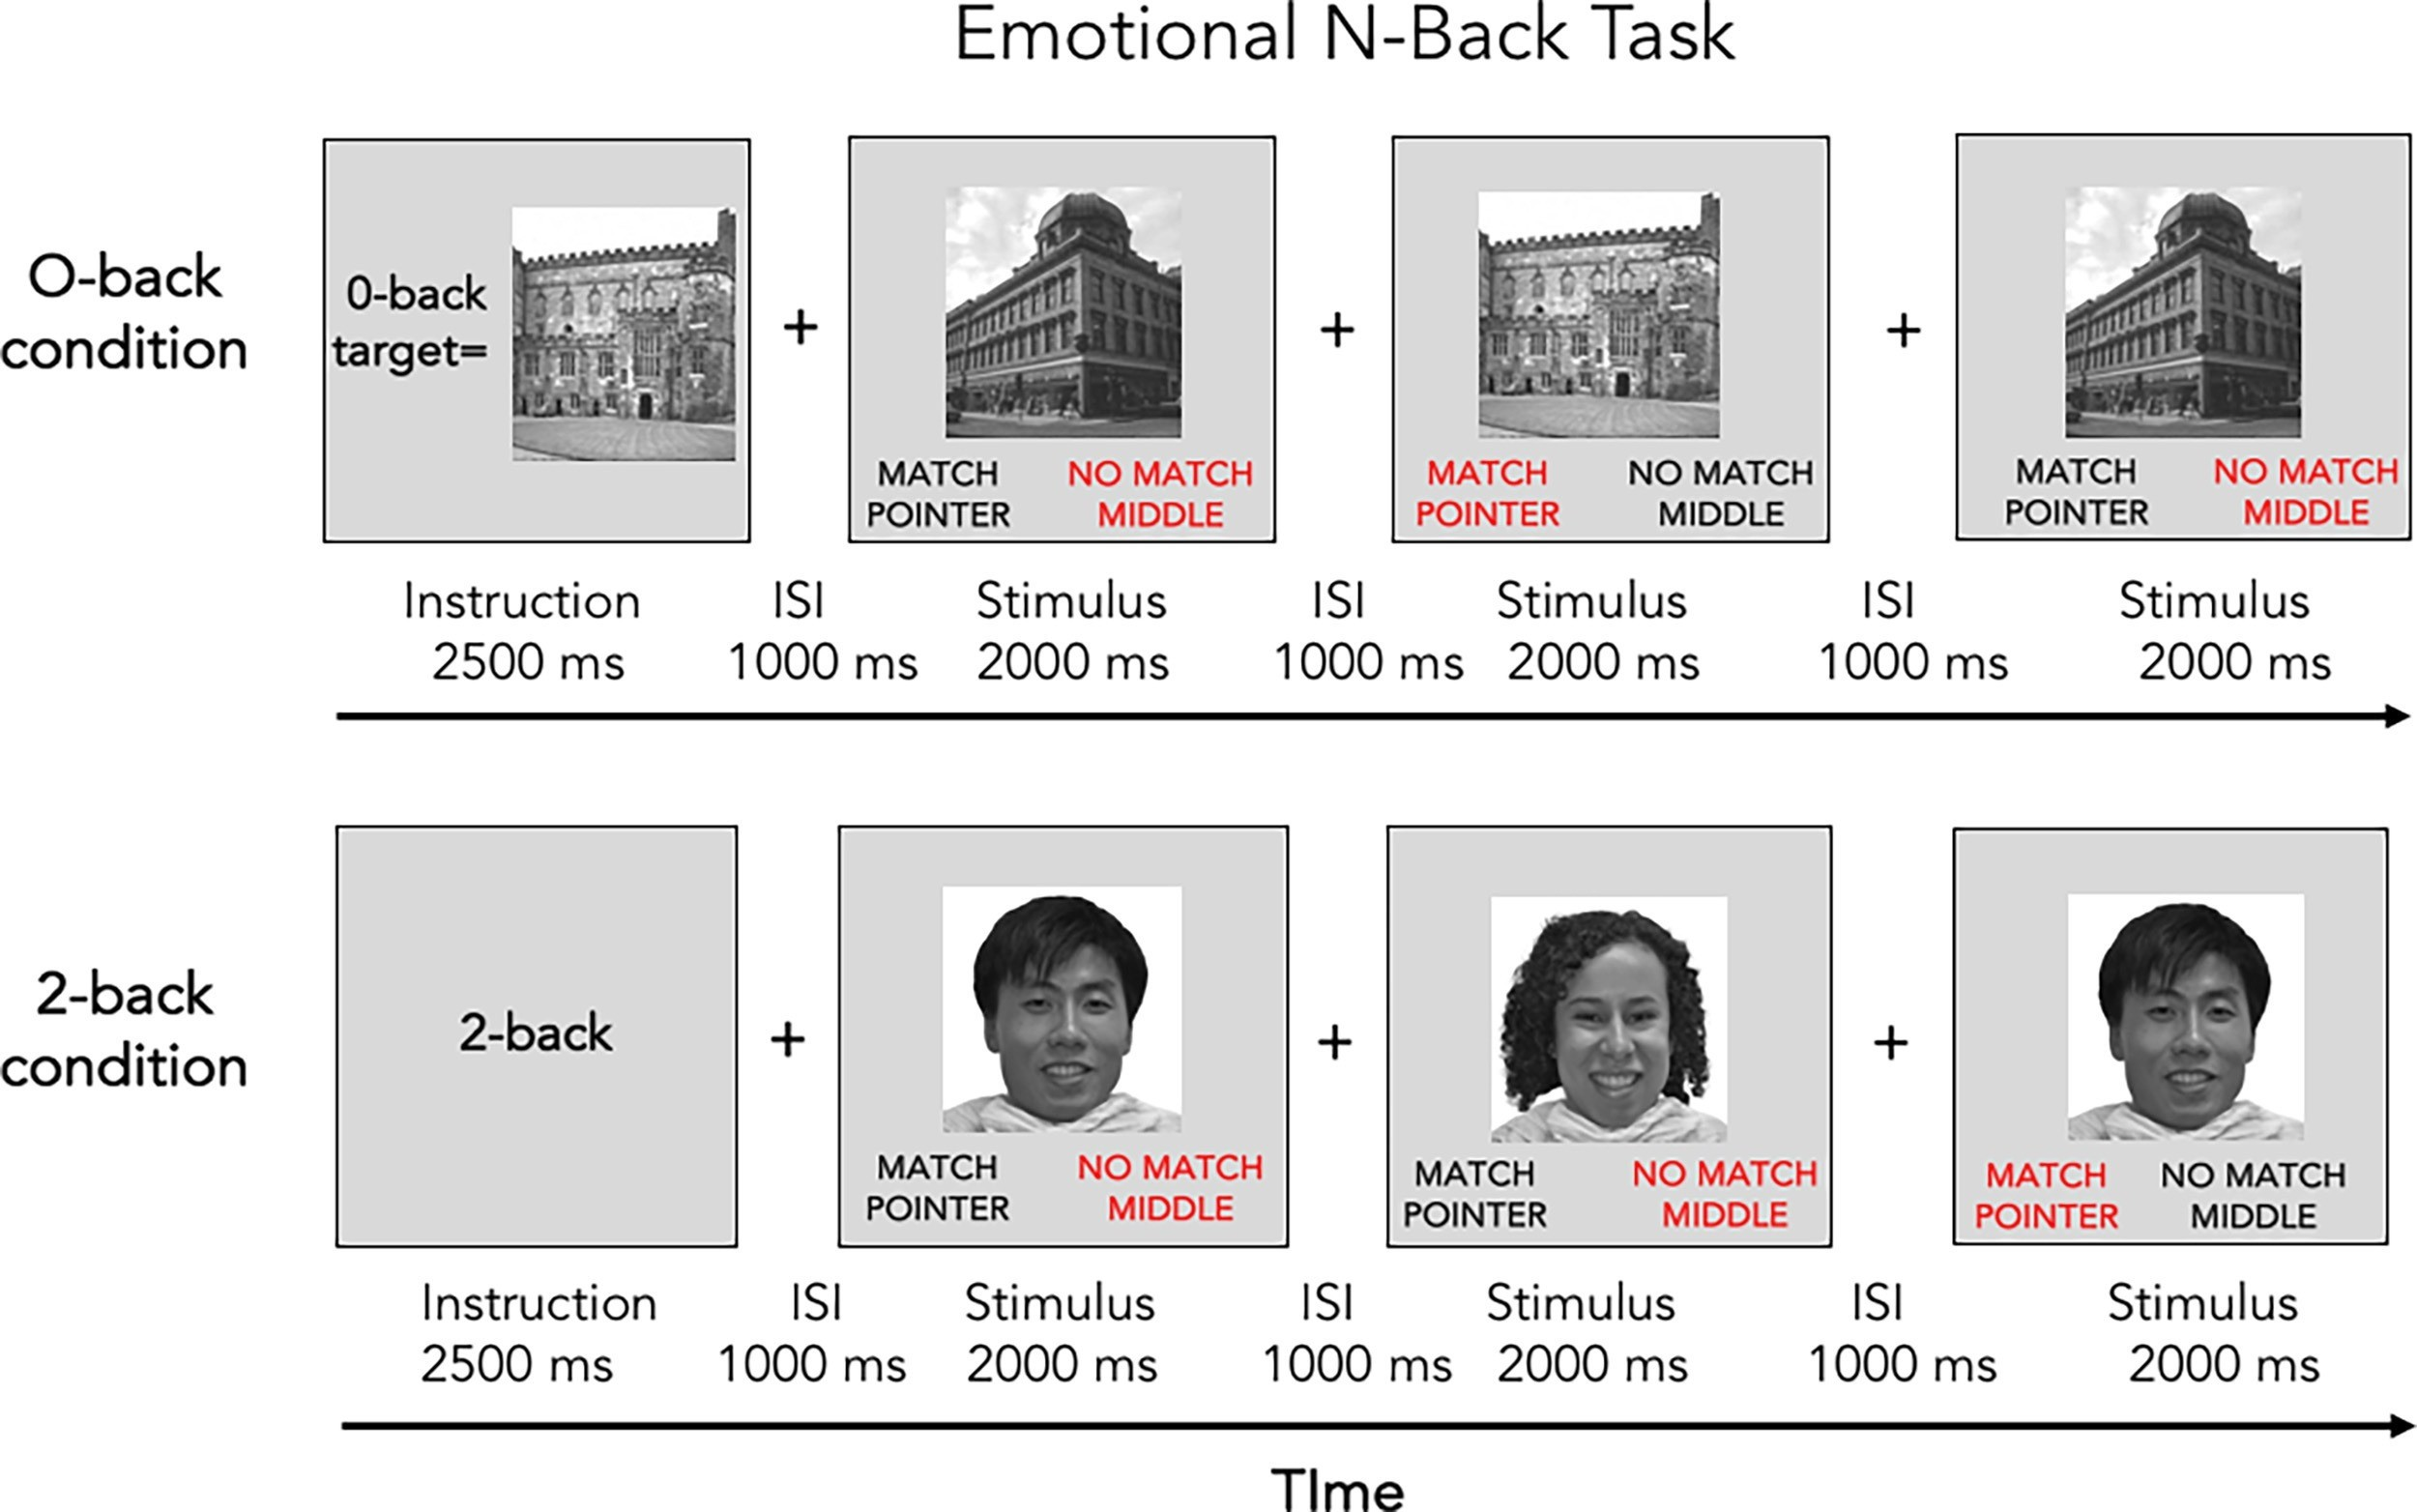 Emotional N-Back Task
O-back
condition
0-back
target=
+
MATCH
POINTER
NO MATCH
MIDDLE
+
MATCH
POINTER
NO MATCH
MIDDLE
+
MATCH
POINTER
NO MATCH
MIDDLE
Instruction
2500 ms
ISI
1000 ms
Stimulus
2000 ms
ISI
1000 ms
Stimulus
2000 ms
ISI
1000 ms
Stimulus
2000 ms
2-back
condition
2-back
+
MATCH
POINTER
NO MATCH
MIDDLE
+
MATCH
POINTER
NO MATCH
MIDDLE
+
MATCH
POINTER
NO MATCH
MIDDLE
Instruction
2500 ms
ISI
1000 ms
Stimulus
2000 ms
ISI
1000 ms
Stimulus
2000 ms
ISI
1000 ms
Stimulus
2000 ms
TIme